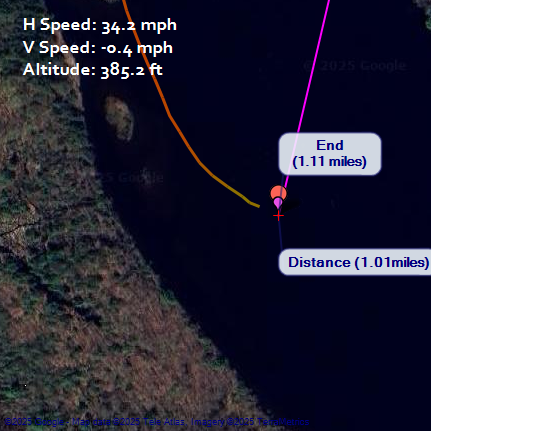 H Speed: 34.2 mph
V Speed: -0.4 mph
Altitude: 385.2 ft
2025 Google
End
(1.11 miles)
2025 Google
Distance (1.01miles)